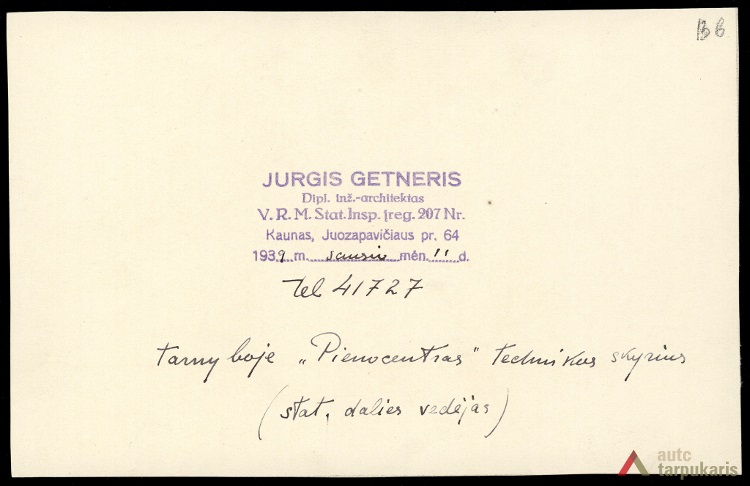 B6
JURGIS GETNERIS
Dipl. inž.-architektas
V. R. M. Stat. Insp. įreg. 207 Nr.
Kaunas, Juozapavičiaus pr. 64
1939 m. sausio mėn. 11 d.
Tel 41727
tarnyboje „Pienocentras" technikos skyrius
(stat. dalies vedėjas)
autc
tarpukaris